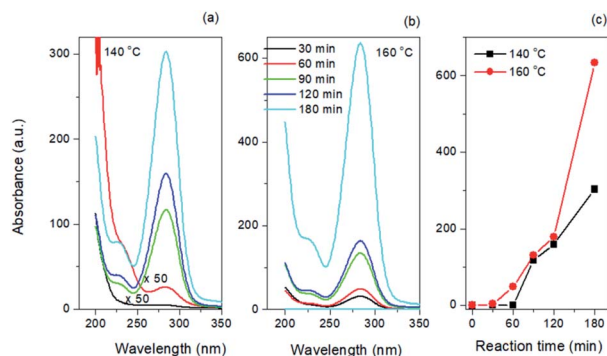 (a)
140 °C
300
200
100
0
x 50
x 50
200 250 300 350
Wavelength (nm)
Absorbance (a.u.)
(b)
160 °C
30 min
60 min
90 min
120 min
180 min
600
400
200
0
200 250 300 350
Wavelength (nm)
(c)
140 °C
160 °C
600
400
200
0
0 60 120 180
Reaction time (min)